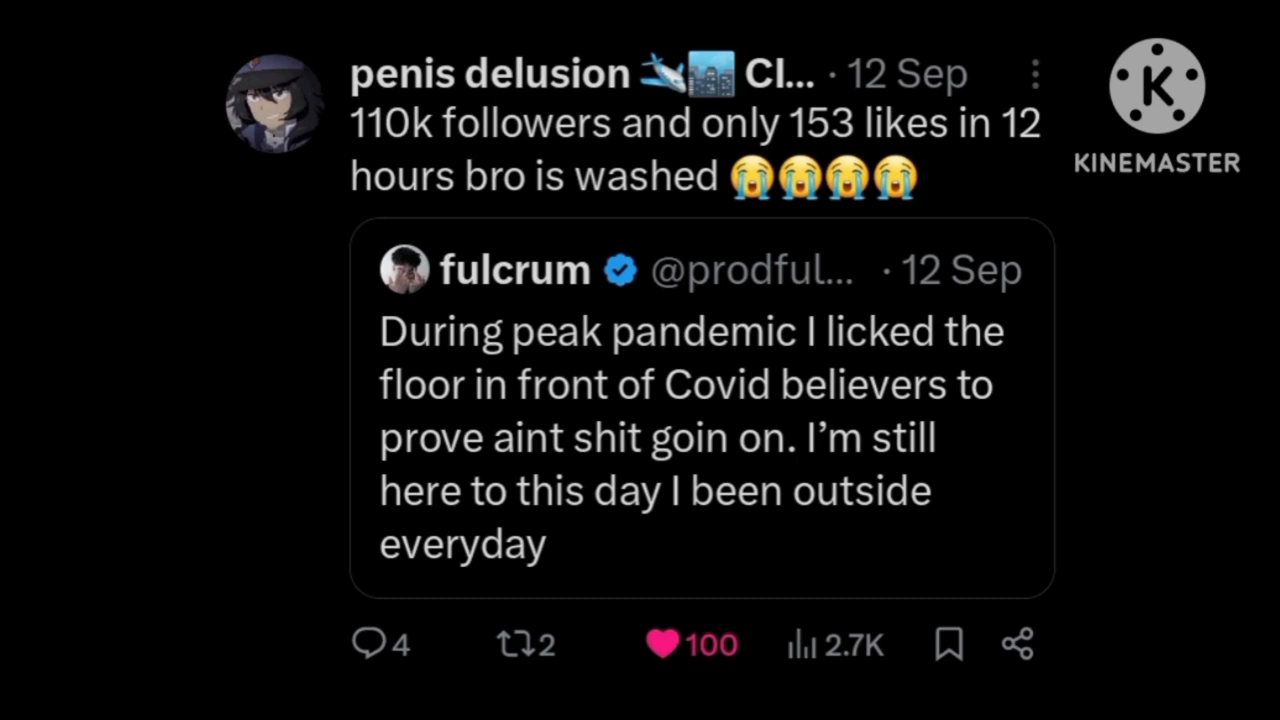 penis delusion 🛬🏙️ Cl... · 12 Sep
110k followers and only 153 likes in 12
hours bro is washed 😭😭😭😭
fulcrum @prodful... · 12 Sep
During peak pandemic I licked the
floor in front of Covid believers to
prove aint shit goin on. I’m still
here to this day I been outside
everyday
4 2 100 2.7K
K
KINEMASTER